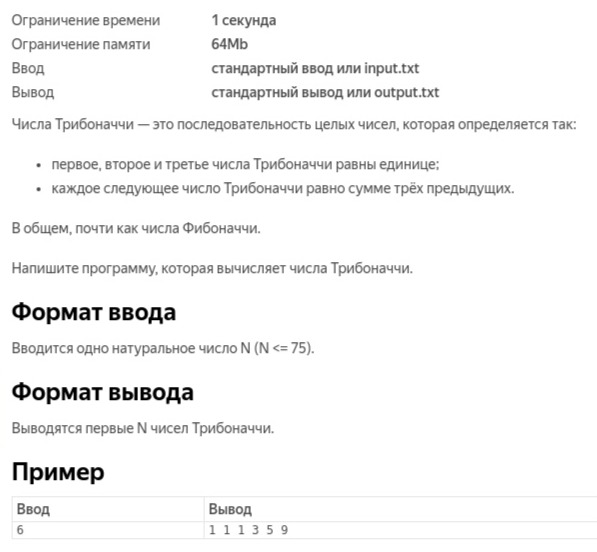 Ограничение времени 1 секунда
Ограничение памяти 64Mb
Ввод стандартный ввод или input.txt
Вывод стандартный вывод или output.txt
Числа Трибоначчи — это последовательность целых чисел, которая определяется так:
• первое, второе и третье числа Трибоначчи равны единице;
• каждое следующее число Трибоначчи равно сумме трёх предыдущих.
В общем, почти как числа Фибоначчи.
Напишите программу, которая вычисляет числа Трибоначчи.
Формат ввода
Вводится одно натуральное число N (N <= 75).
Формат вывода
Выводятся первые N чисел Трибоначчи.
Пример
Ввод Вывод
6 1 1 1 3 5 9